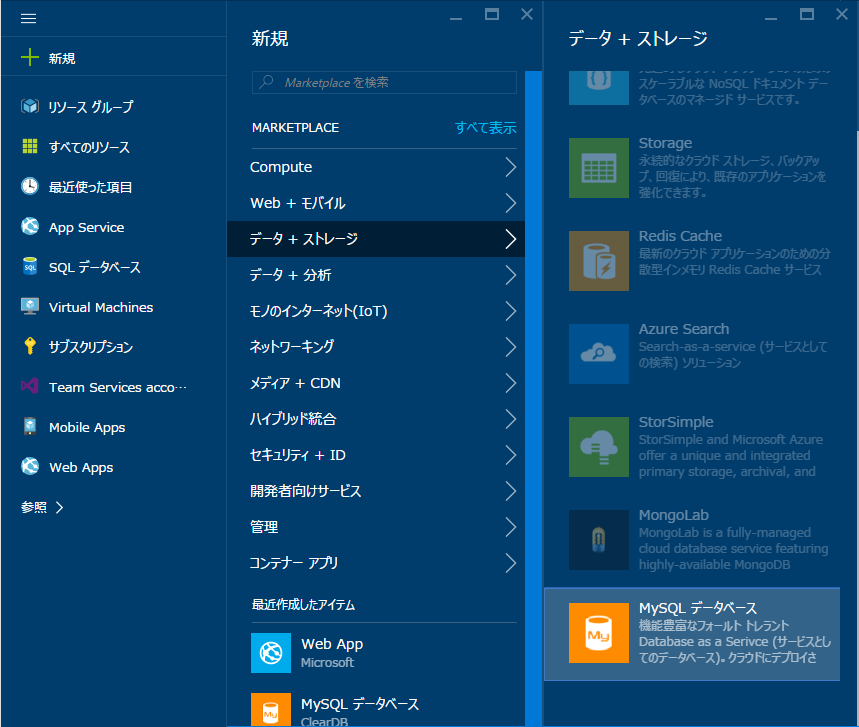 新規
リソース グループ
すべてのリソース
最近使った項目
App Service
SQL データベース
Virtual Machines
サブスクリプション
Team Services acco···
Mobile Apps
Web Apps
参照
新規
Marketplace を検索
MARKETPLACE
すべて表示
Compute
Web + モバイル
データ + ストレージ
データ + 分析
モノのインターネット(IoT)
ネットワーキング
メディア + CDN
ハイブリッド統合
セキュリティ + ID
開発者向けサービス
管理
コンテナー アプリ
最近作成したアイテム
Web App
Microsoft
MySQL データベース
ClearDB
データ + ストレージ
スケーラブルな NoSQL ドキュメント デー
タベースのマネージド サービスです。
Storage
永続的なクラウド ストレージ、バックアッ
プ、回復により、既存のアプリケーションを
強化できます。
Redis Cache
最新のクラウド アプリケーションのための分
散型インメモリ Redis Cache サービス
Azure Search
Search-as-a-service (サービスとして
の検索) ソリューション
StorSimple
StorSimple and Microsoft Azure
offer a unique and integrated
primary storage, archival, and
MongoLab
MongoLab is a fully-managed
cloud database service featuring
highly-available MongoDB
MySQL データベース
機能豊富なフォールト トレラント
Database as a Serivce (サービスとし
てのデータベース)。クラウドにデプロイさ